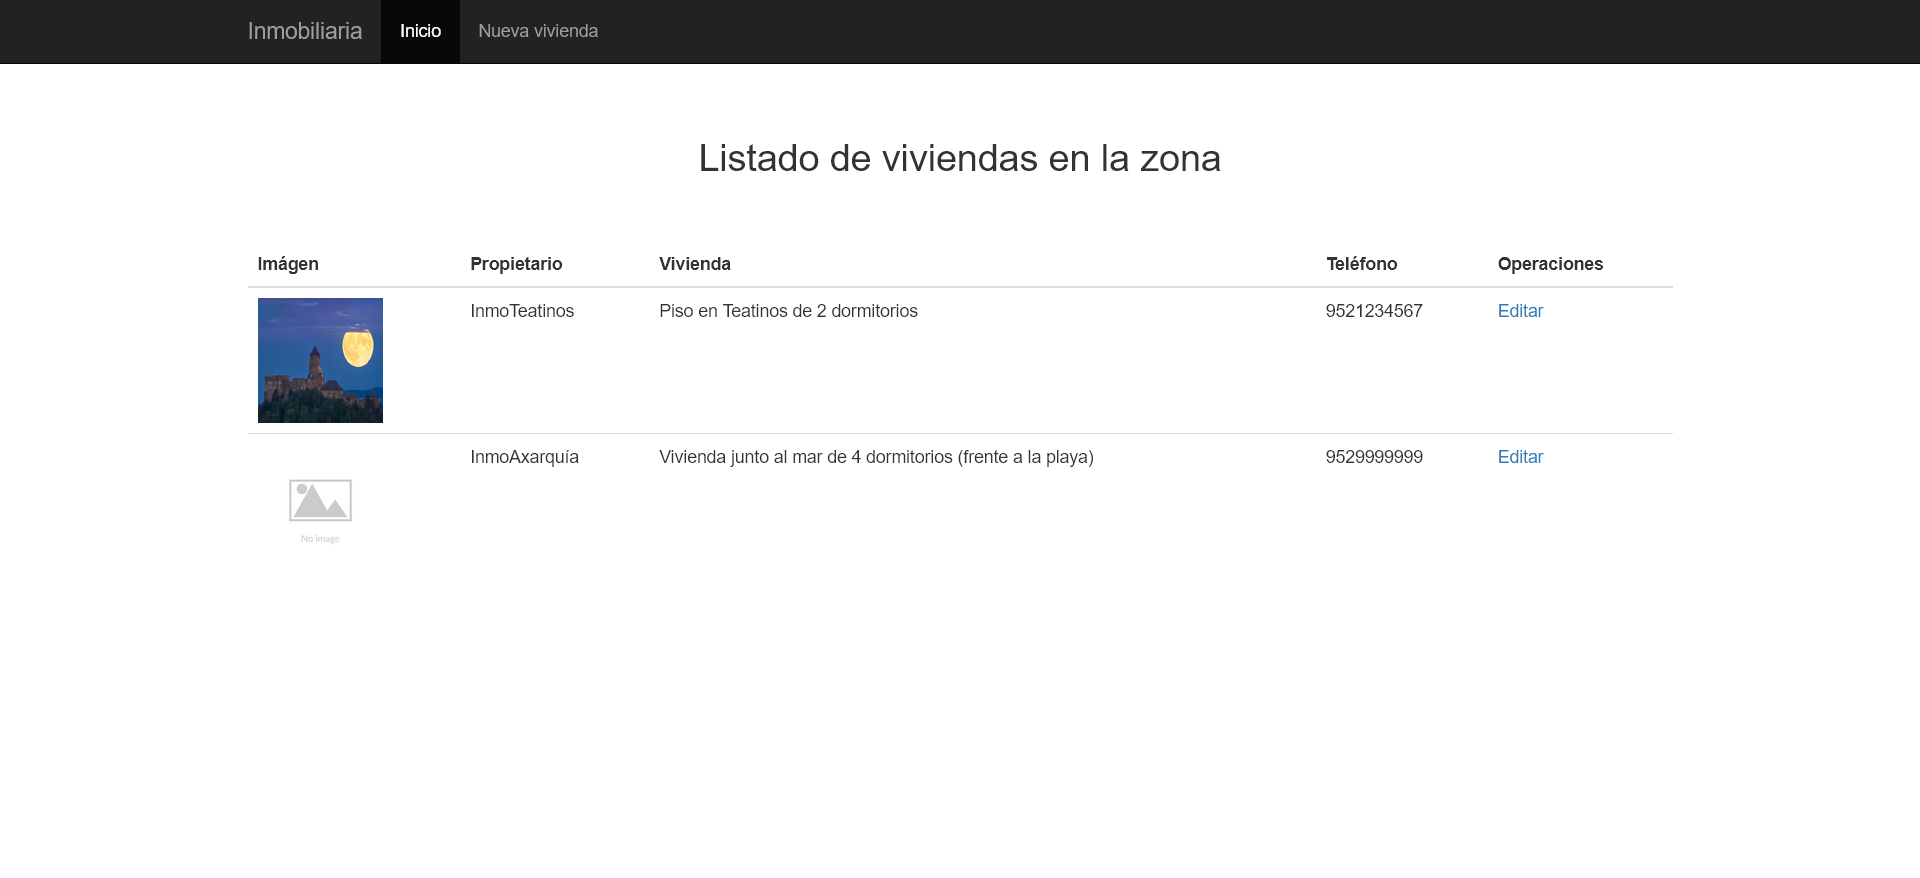 Inmobiliaria Inicio Nueva vivienda
Listado de viviendas en la zona
Imágen Propietario Vivienda Teléfono Operaciones
InmoTeatinos Piso en Teatinos de 2 dormitorios 9521234567 Editar
InmoAxarquía Vivienda junto al mar de 4 dormitorios (frente a la playa) 9529999999 Editar
No image